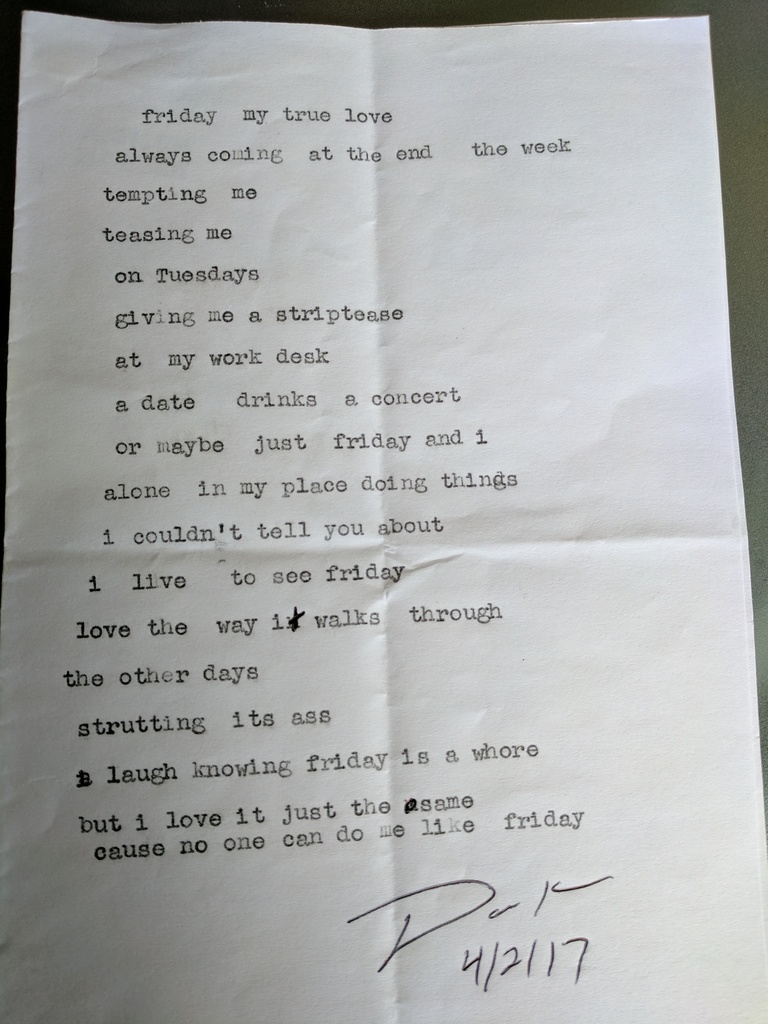 friday my true love
always coming at the end the week
tempting me
teasing me
on Tuesdays
giving me a striptease
at my work desk
a date drinks a concert
or maybe just friday and i
alone in my place doing things
i couldn't tell you about
i live to see friday
love the way it walks through
the other days
strutting its ass
i laugh knowing friday is a whore
but i love it just the same
cause no one can do me like friday
4/2/17